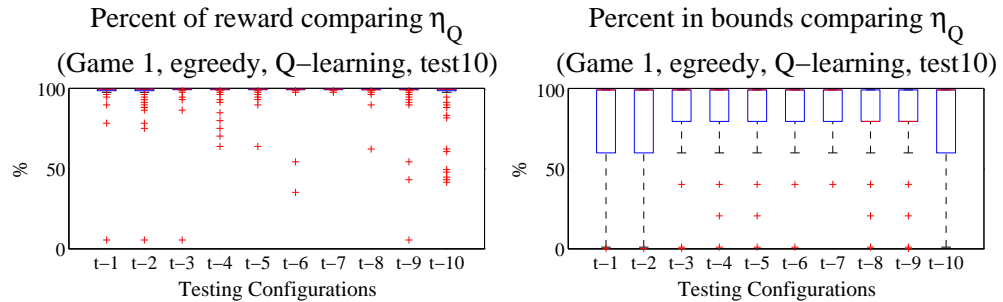 Percent of reward comparing η_Q
(Game 1, egreedy, Q−learning, test10)
100
50
0
%
t−1 t−2 t−3 t−4 t−5 t−6 t−7 t−8 t−9 t−10
Testing Configurations
Percent in bounds comparing η_Q
(Game 1, egreedy, Q−learning, test10)
100
50
0
%
t−1 t−2 t−3 t−4 t−5 t−6 t−7 t−8 t−9 t−10
Testing Configurations